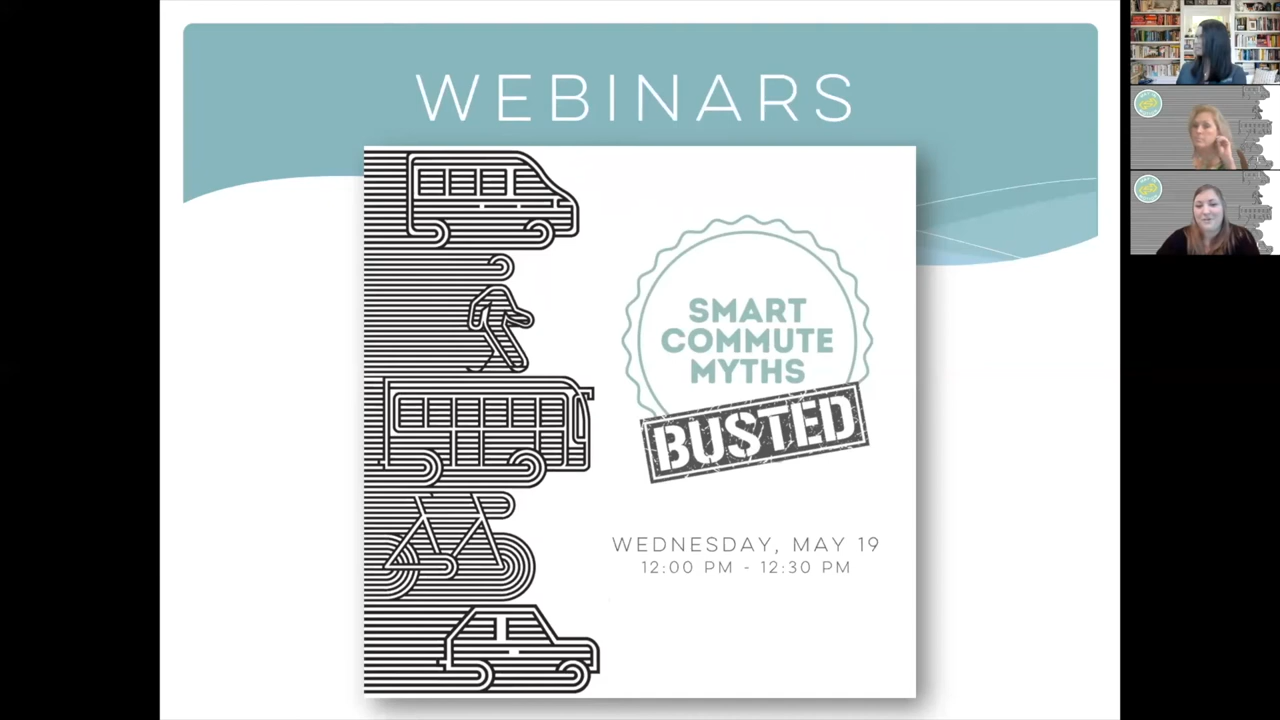 WEBINARS
SMART
COMMUTE
MYTHS
BUSTED
WEDNESDAY, MAY 19
12:00 PM - 12:30 PM